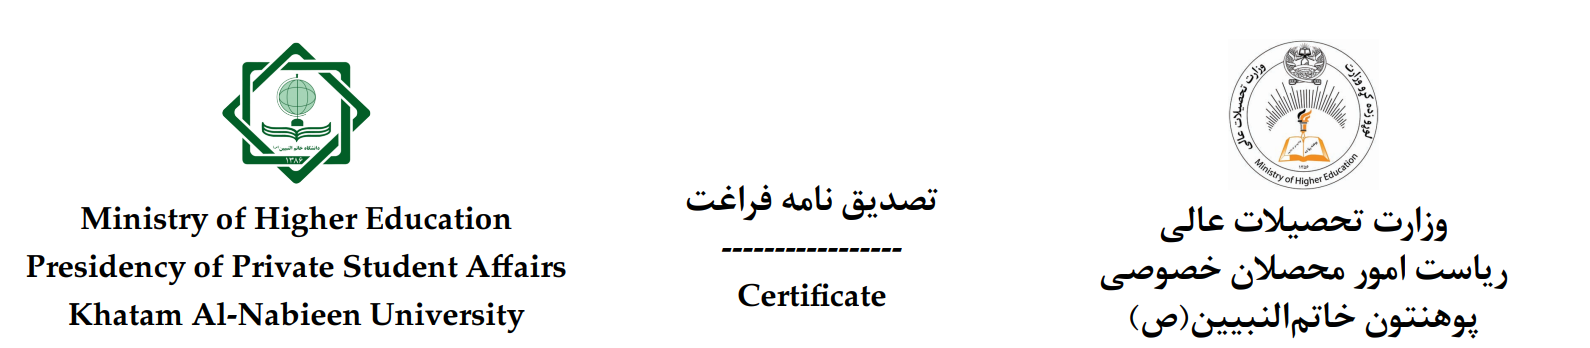 دانشگاه خاتم النبیین (ص)
۱۳۸۶
Ministry of Higher Education
Presidency of Private Student Affairs
Khatam Al-Nabieen University
تصدیق نامه فراغت
-----------------
Certificate
وزارت تحصیلات عالی
د لوړو زده کړو وزارت
Ministry of Higher Education
وزارت تحصیلات عالی
ریاست امور محصلان خصوصی
پوهنتون خاتم‌النبیین(ص)